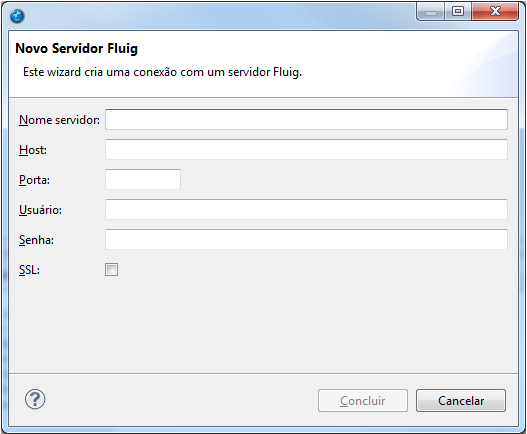 Novo Servidor Fluig
Este wizard cria uma conexão com um servidor Fluig.
Nome servidor:
Host:
Porta:
Usuário:
Senha:
SSL:
?
Concluir
Cancelar